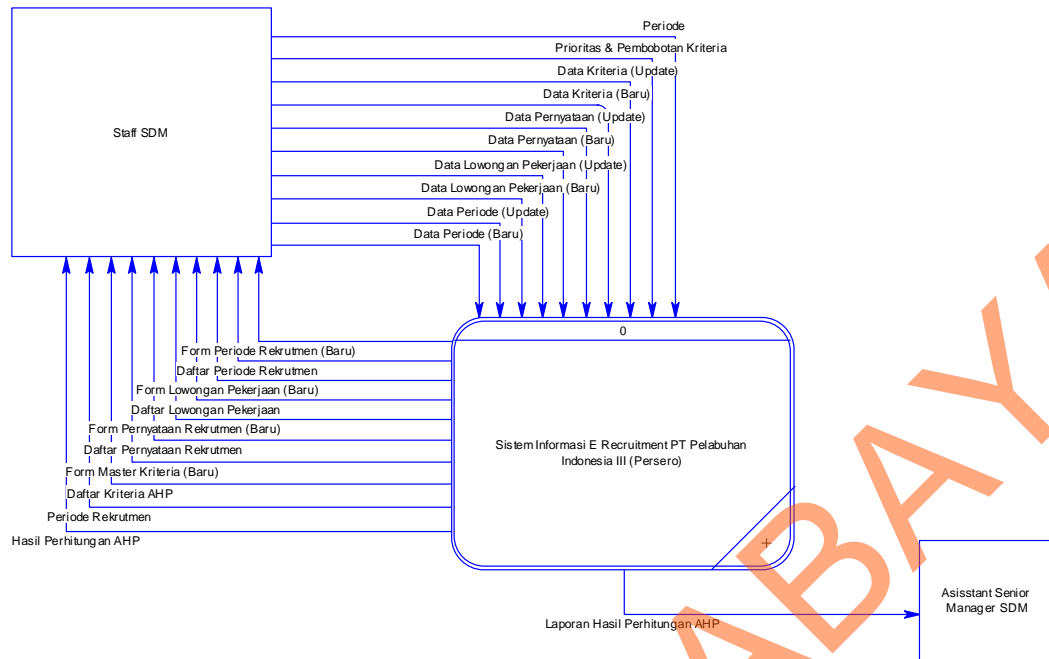 Periode
Prioritas & Pembobotan Kriteria
Data Kriteria (Update)
Data Kriteria (Baru)
Data Pernyataan (Update)
Data Pernyataan (Baru)
Data Lowongan Pekerjaan (Update)
Data Lowongan Pekerjaan (Baru)
Data Periode (Update)
Data Periode (Baru)
Staff SDM
0
Form Periode Rekrutmen (Baru)
Daftar Periode Rekrutmen
Form Lowongan Pekerjaan (Baru)
Daftar Lowongan Pekerjaan
Form Pernyataan Rekrutmen (Baru)
Daftar Pernyataan Rekrutmen
Form Master Kriteria (Baru)
Daftar Kriteria AHP
Periode Rekrutmen
Hasil Perhitungan AHP
Sistem Informasi E Recruitment PT Pelabuhan
Indonesia III (Persero)
+
Laporan Hasil Perhitungan AHP
Asisstant Senior
Manager SDM
ABAYA